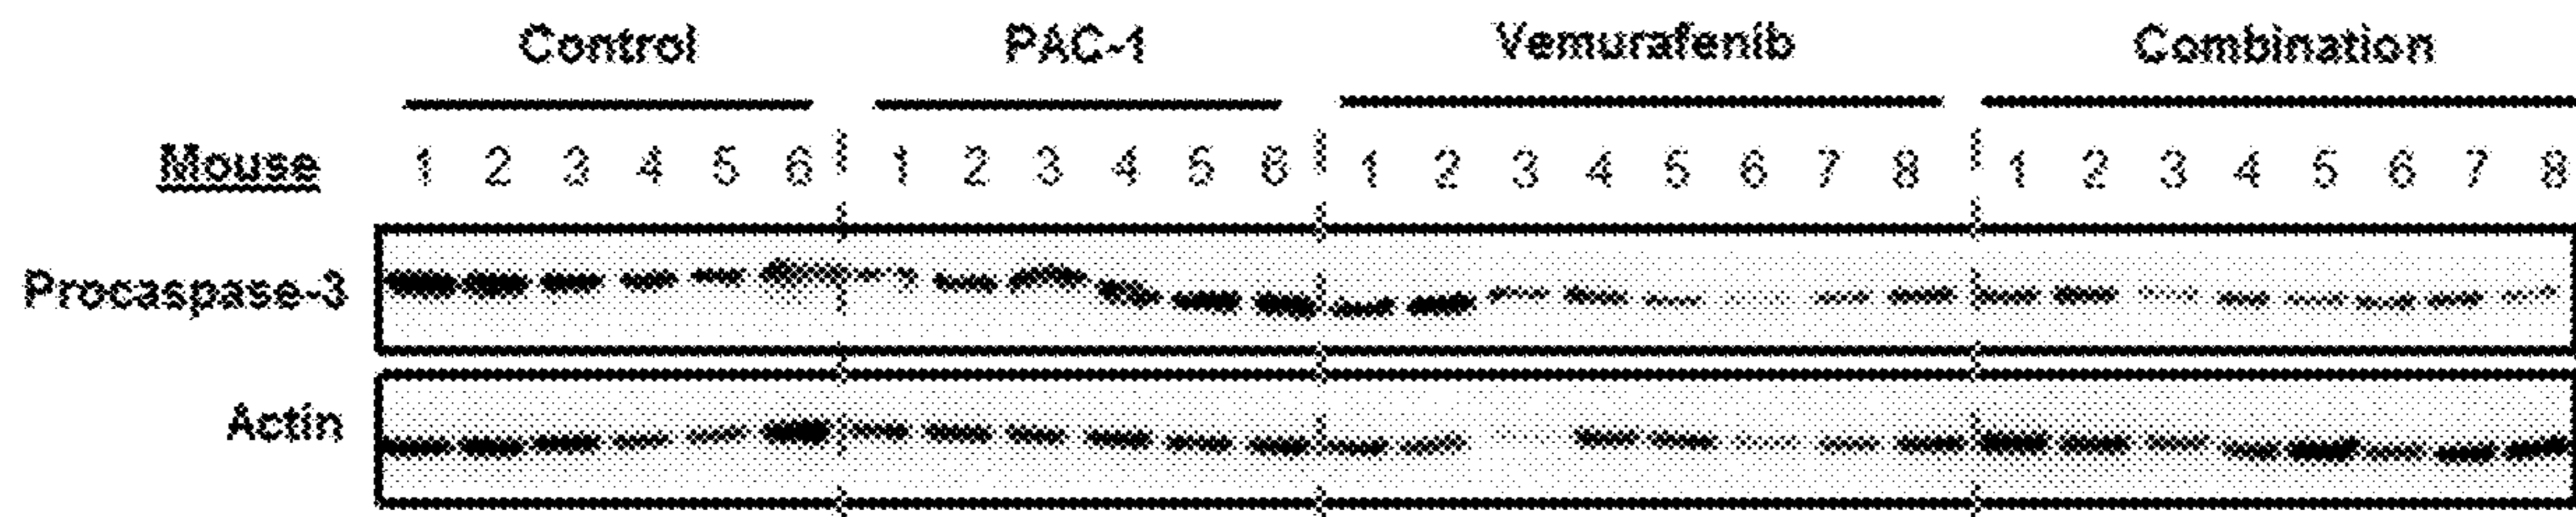 Control PAC-1 Vemurafenib Combination
Mouse 1 2 3 4 5 6 1 2 3 4 5 6 1 2 3 4 5 6 7 8 1 2 3 4 5 6 7 8
Procaspase-3
Actin